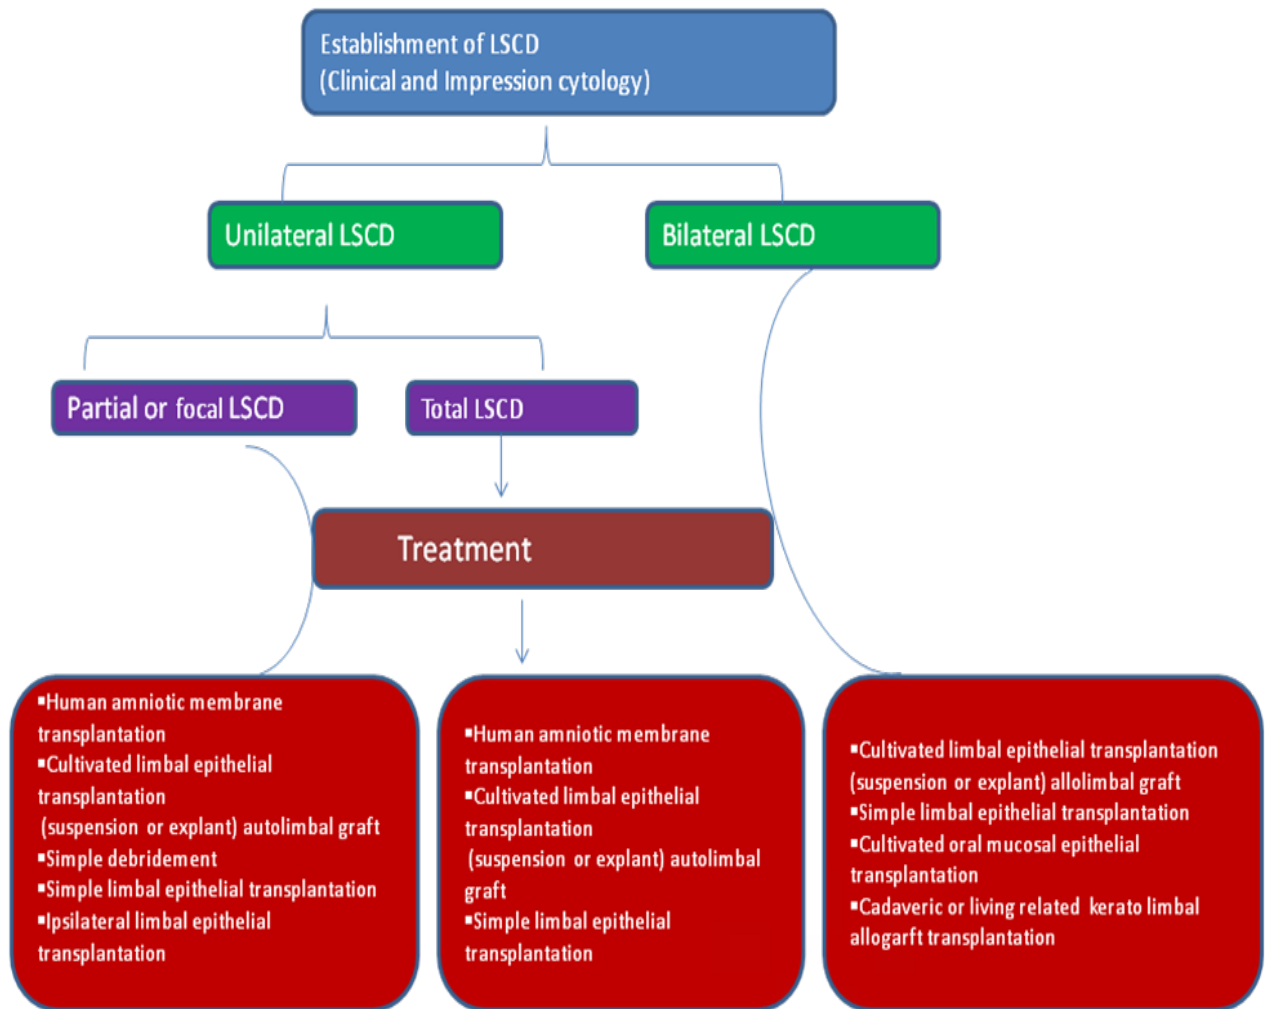 Establishment of LSCD
(Clinical and Impression cytology)
Unilateral LSCD
Bilateral LSCD
Partial or focal LSCD
Total LSCD
Treatment
▪Human amniotic membrane
transplantation
▪Cultivated limbal epithelial
transplantation
(suspension or explant) autolimbal graft
▪Simple debridement
▪Simple limbal epithelial transplantation
▪Ipsilateral limbal epithelial
transplantation
▪Human amniotic membrane
transplantation
▪Cultivated limbal epithelial
transplantation
(suspension or explant) autolimbal
graft
▪Simple limbal epithelial
transplantation
▪Cultivated limbal epithelial transplantation
(suspension or explant) allolimbal graft
▪Simple limbal epithelial transplantation
▪Cultivated oral mucosal epithelial
transplantation
▪Cadaveric or living related kerato limbal
allogarft transplantation